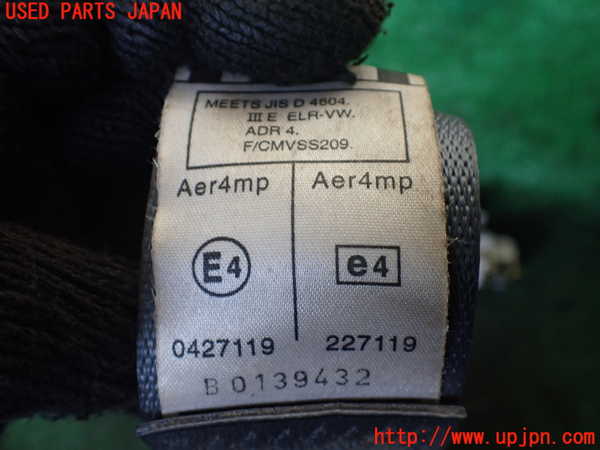 USED PARTS JAPAN
MEETS JIS D 4604.
III E ELR-VW.
ADR 4.
F/CMVSS209.
Aer4mp Aer4mp
E4 e4
0427119 227119
B 0139432
http://www.upjpn.com